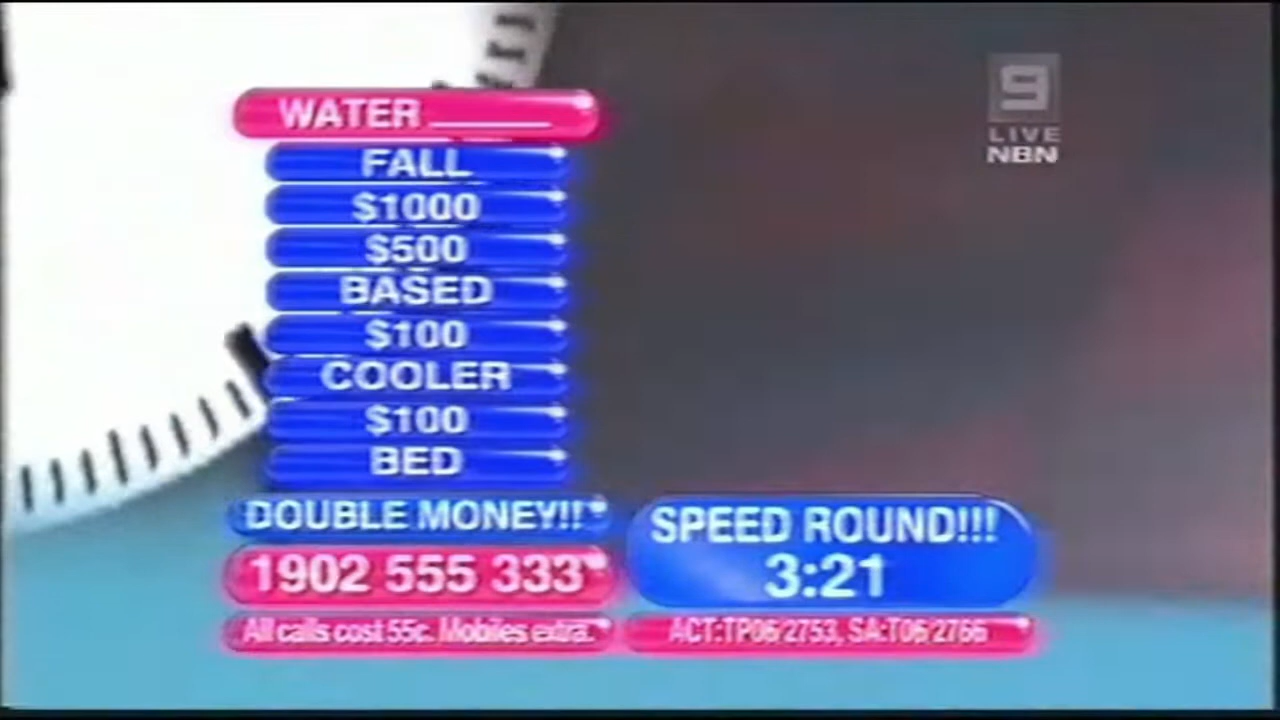 9
LIVE
NBN
WATER ______
FALL
$1000
$500
BASED
$100
COOLER
$100
BED
DOUBLE MONEY!!
1902 555 333
All calls cost 55c. Mobiles extra.
SPEED ROUND!!!
3:21
ACT:TP06 2753, SA:T06 2766